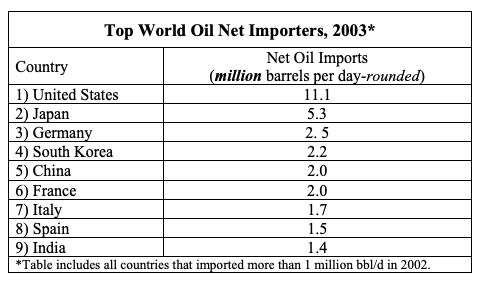 Top World Oil Net Importers, 2003*
Country
Net Oil Imports
(million barrels per day-rounded)
1) United States 11.1
2) Japan 5.3
3) Germany 2. 5
4) South Korea 2.2
5) China 2.0
6) France 2.0
7) Italy 1.7
8) Spain 1.5
9) India 1.4
*Table includes all countries that imported more than 1 million bbl/d in 2002.